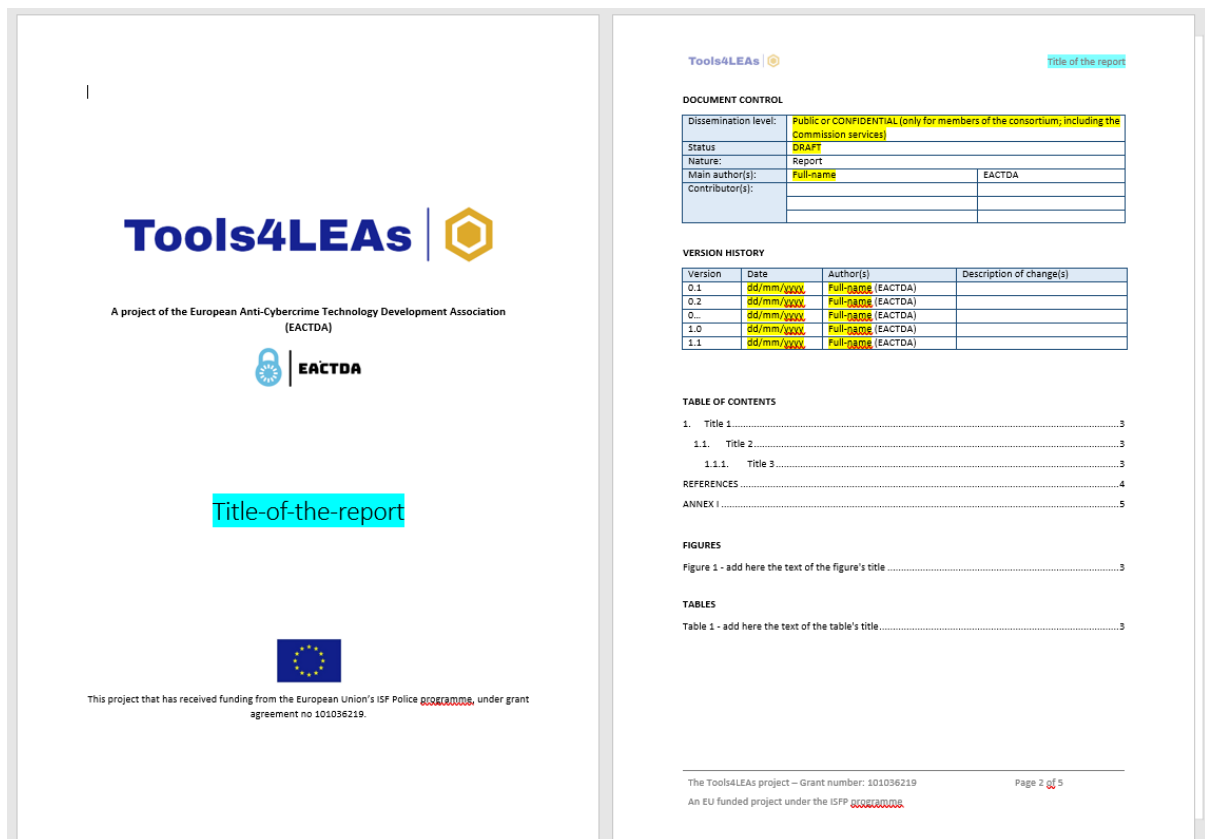 Tools4LEAs
A project of the European Anti-Cybercrime Technology Development Association
(EACTDA)
EACTDA
Title-of-the-report
This project that has received funding from the European Union's ISF Police programme, under grant
agreement no 101036219.
Tools4LEAs Title of the report
DOCUMENT CONTROL
Dissemination level: Public or CONFIDENTIAL (only for members of the consortium; including the
Commission services)
Status DRAFT
Nature: Report
Main author(s): Full-name EACTDA
Contributor(s):
VERSION HISTORY
Version Date Author(s) Description of change(s)
0.1 dd/mm/yyyy Full-name (EACTDA)
0.2 dd/mm/yyyy Full-name (EACTDA)
0... dd/mm/yyyy Full-name (EACTDA)
1.0 dd/mm/yyyy Full-name (EACTDA)
1.1 dd/mm/yyyy Full-name (EACTDA)
TABLE OF CONTENTS
1. Title 1 3
1.1. Title 2 3
1.1.1. Title 3 3
REFERENCES 4
ANNEX I 5
FIGURES
Figure 1 - add here the text of the figure's title 3
TABLES
Table 1 - add here the text of the table's title 3
The Tools4LEAs project – Grant number: 101036219 Page 2 of 5
An EU funded project under the ISFP programme